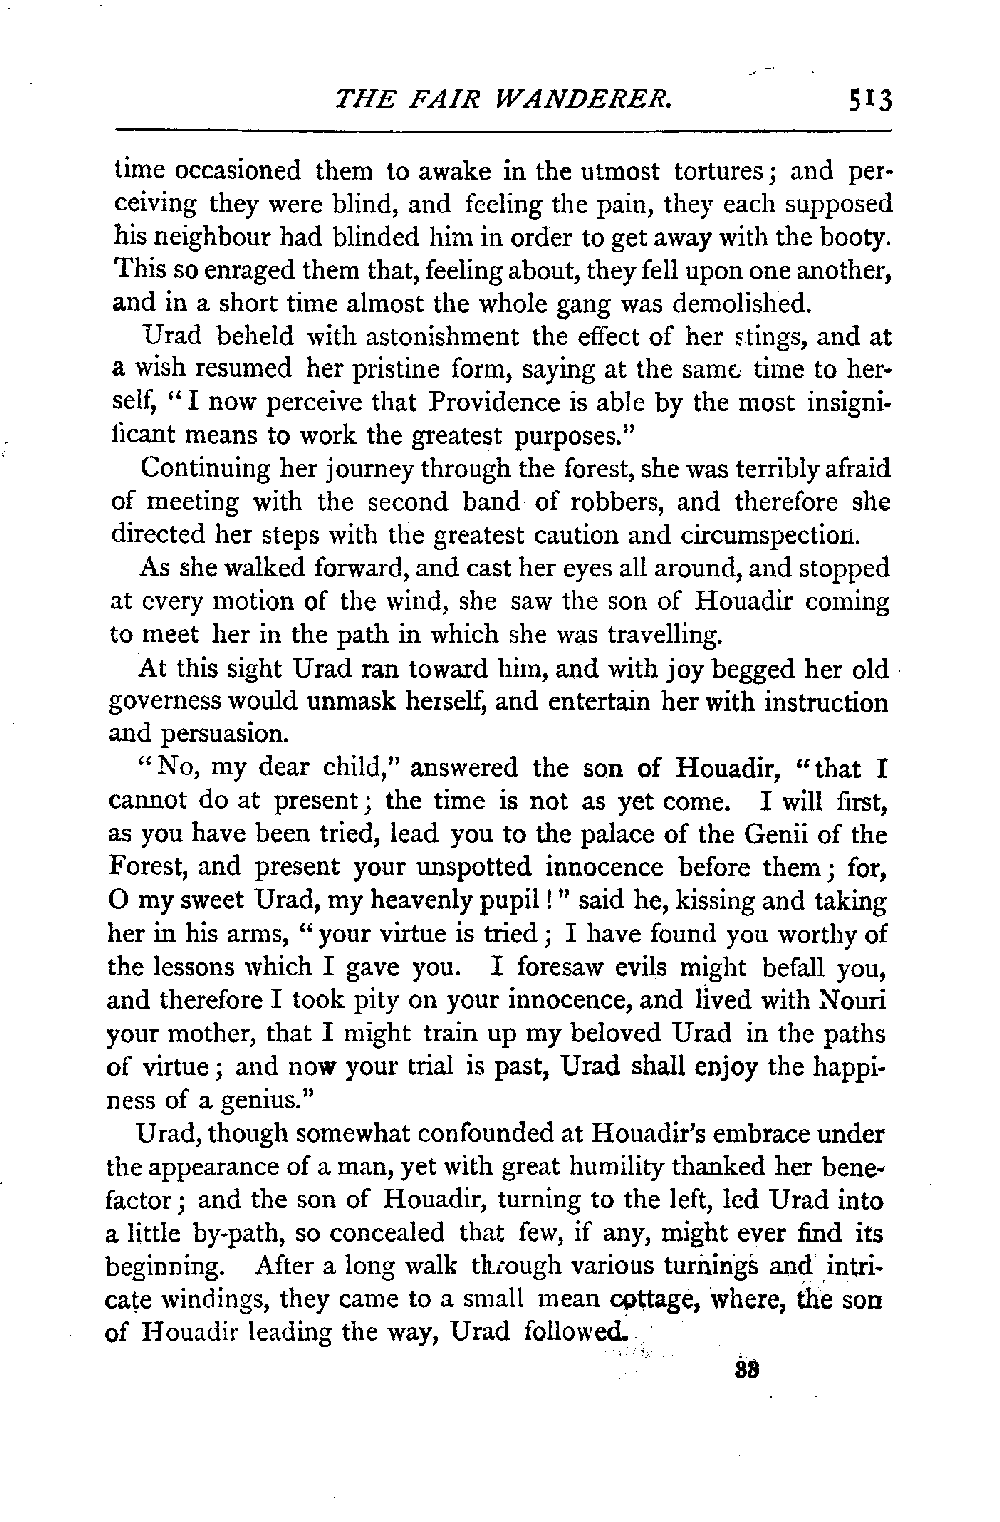 THE FAIR WANDERER. 513
time occasioned them to awake in the utmost tortures; and per-
ceiving they were blind, and feeling the pain, they each supposed
his neighbour had blinded him in order to get away with the booty.
This so enraged them that, feeling about, they fell upon one another,
and in a short time almost the whole gang was demolished.
Urad beheld with astonishment the effect of her stings, and at
a wish resumed her pristine form, saying at the same time to her-
self, "I now perceive that Providence is able by the most insigni-
ficant means to work the greatest purposes."
Continuing her journey through the forest, she was terribly afraid
of meeting with the second band of robbers, and therefore she
directed her steps with the greatest caution and circumspection.
As she walked forward, and cast her eyes all around, and stopped
at every motion of the wind, she saw the son of Houadir coming
to meet her in the path in which she was travelling.
At this sight Urad ran toward him, and with joy begged her old
governess would unmask herself, and entertain her with instruction
and persuasion.
"No, my dear child," answered the son of Houadir, "that I
cannot do at present; the time is not as yet come. I will first,
as you have been tried, lead you to the palace of the Genii of the
Forest, and present your unspotted innocence before them; for,
O my sweet Urad, my heavenly pupil!" said he, kissing and taking
her in his arms, "your virtue is tried; I have found you worthy of
the lessons which I gave you. I foresaw evils might befall you,
and therefore I took pity on your innocence, and lived with Nouri
your mother, that I might train up my beloved Urad in the paths
of virtue; and now your trial is past, Urad shall enjoy the happi-
ness of a genius."
Urad, though somewhat confounded at Houadir's embrace under
the appearance of a man, yet with great humility thanked her bene-
factor; and the son of Houadir, turning to the left, led Urad into
a little by-path, so concealed that few, if any, might ever find its
beginning. After a long walk through various turnings and intri-
cate windings, they came to a small mean cottage, where, the son
of Houadir leading the way, Urad followed.
33